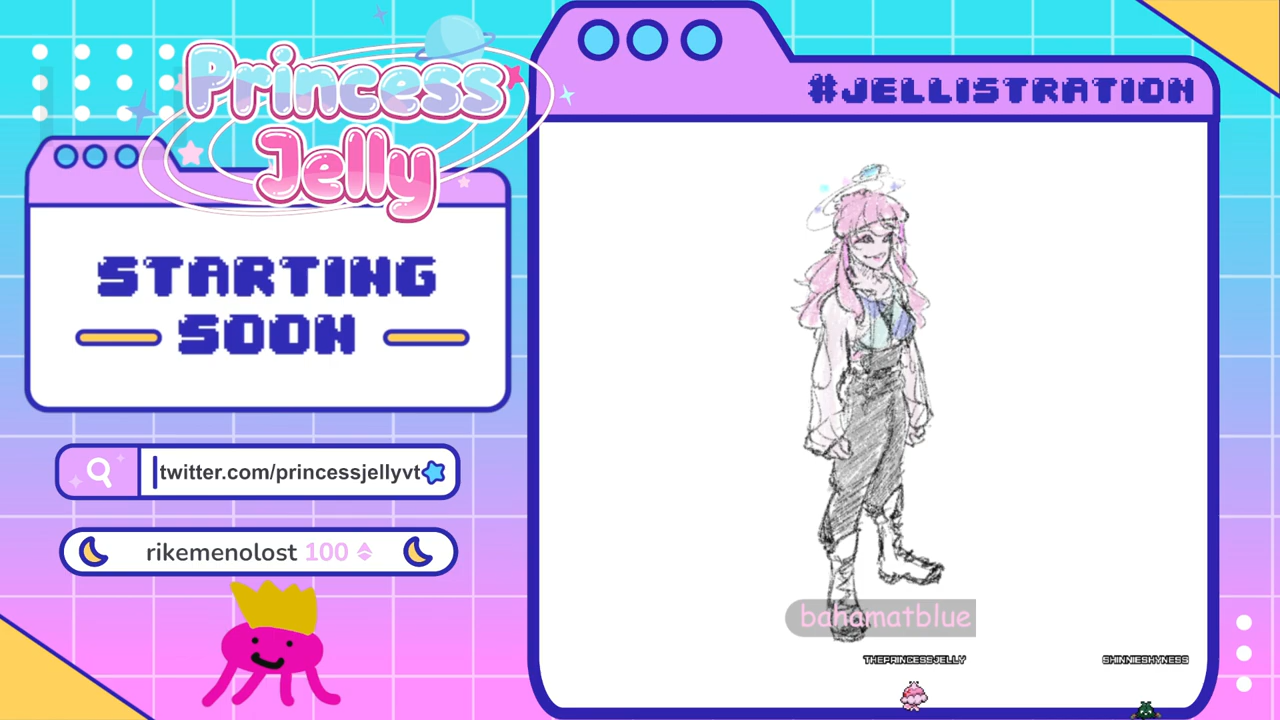 Princess
Jelly
#JELLISTRATION
STARTING
SOON
twitter.com/princessjellyvt
rikemenolost 100
bahamatblue
THEPRINCESSJELLY
SHINNIESHYNESS